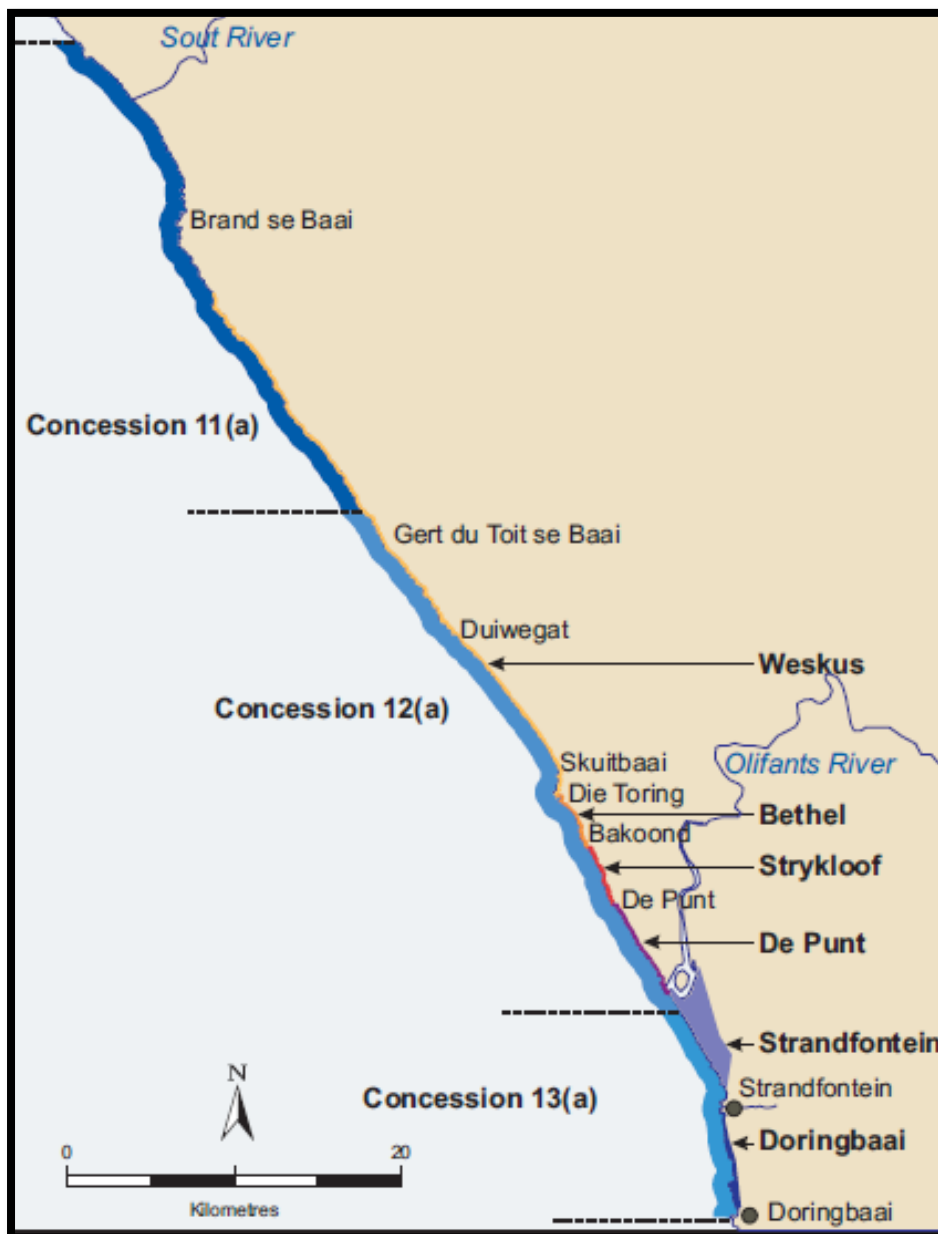 Sout River
Brand se Baai
Concession 11(a)
Gert du Toit se Baai
Duiwegat
Weskus
Concession 12(a)
Skuitbaai
Olifants River
Die Toring
Bethel
Bakoond
Strykloof
De Punt
De Punt
Strandfontein
N
Strandfontein
Concession 13(a)
Doringbaai
0 20
Kilometres
Doringbaai